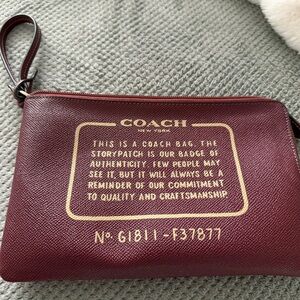 COACH
NEW YORK
THIS IS A COACH BAG. THE
STORYPATCH IS OUR BADGE OF
AUTHENTICITY. FEW PEOPLE MAY
SEE IT, BUT IT WILL ALWAYS BE A
REMINDER OF OUR COMMITMENT
TO QUALITY AND CRAFTSMANSHIP.
No. G1811-F37877